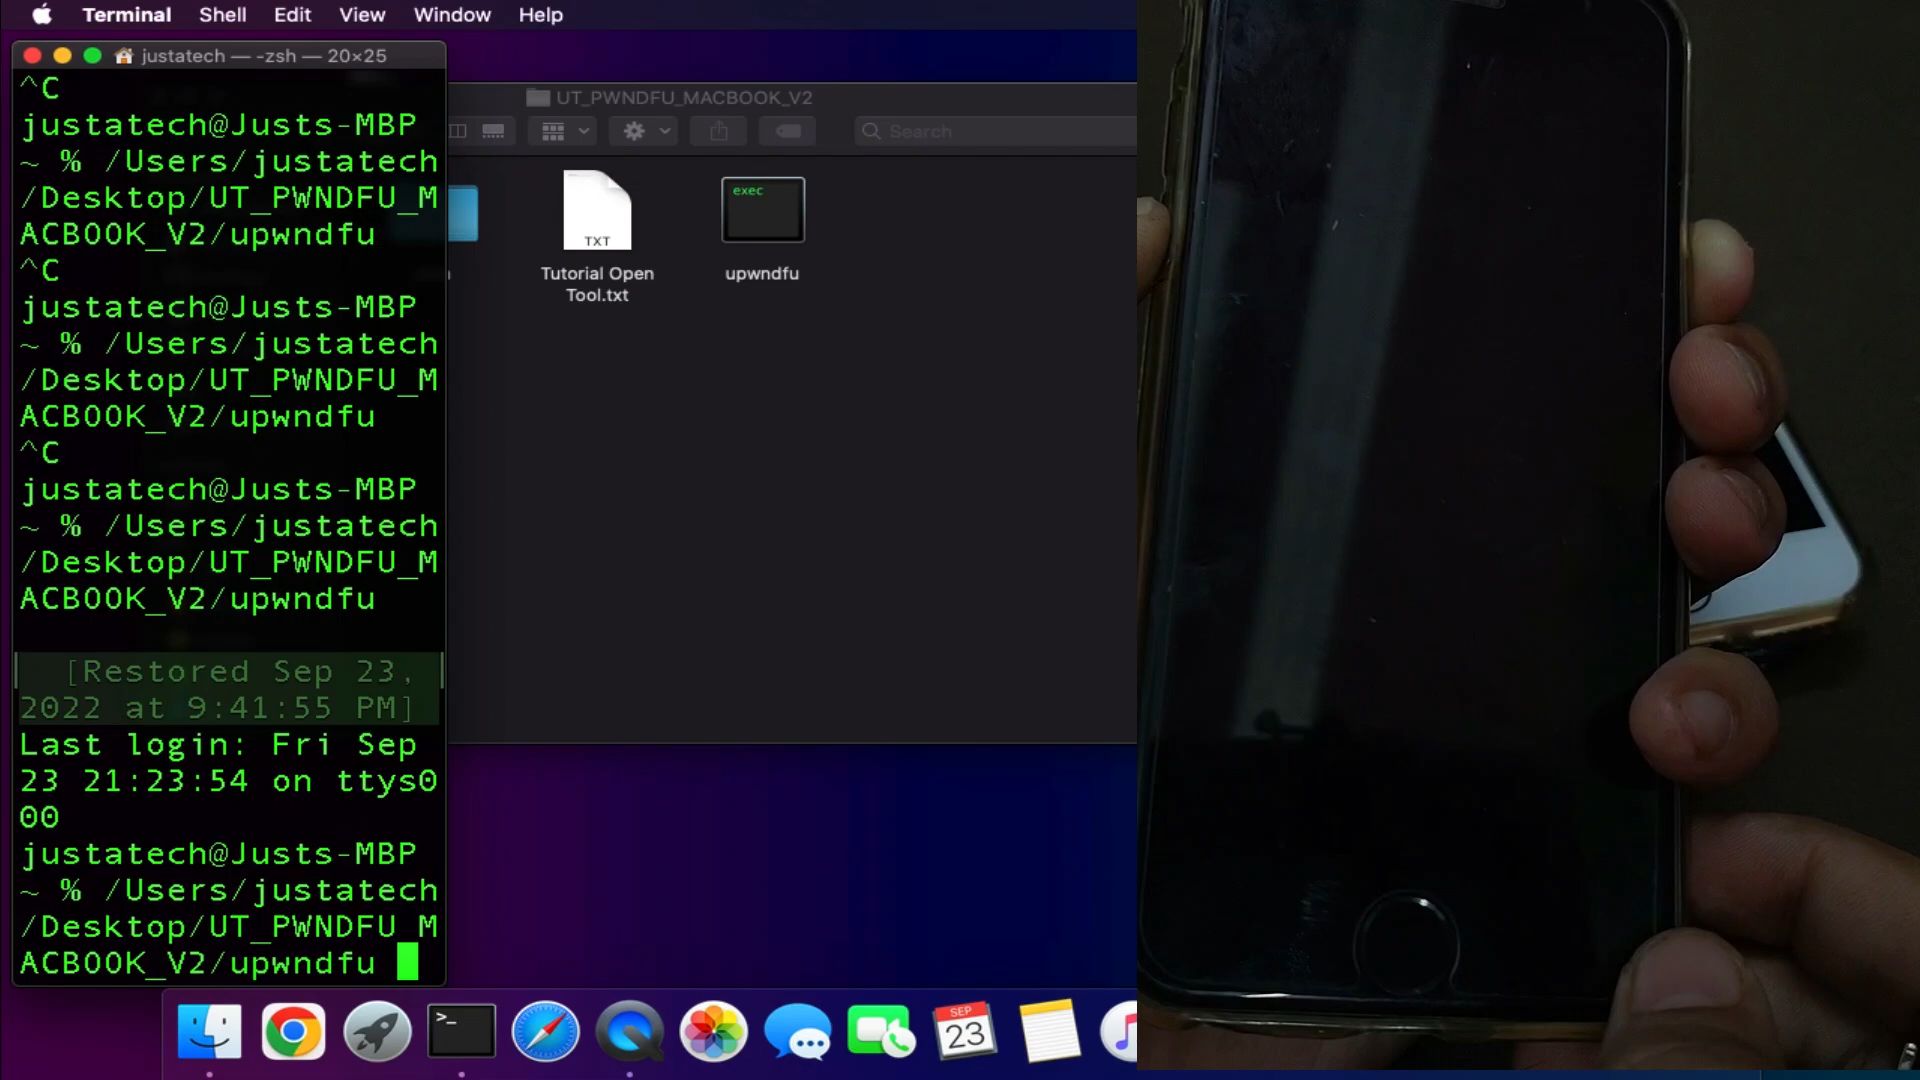 Terminal Shell Edit View Window Help
justatech — -zsh — 20×25
^C
justatech@Justs-MBP
~ % /Users/justatech
/Desktop/UT_PWNDFU_M
ACBOOK_V2/upwndfu
^C
justatech@Justs-MBP
~ % /Users/justatech
/Desktop/UT_PWNDFU_M
ACBOOK_V2/upwndfu
^C
justatech@Justs-MBP
~ % /Users/justatech
/Desktop/UT_PWNDFU_M
ACBOOK_V2/upwndfu
[Restored Sep 23,
2022 at 9:41:55 PM]
Last login: Fri Sep
23 21:23:54 on ttys0
00
justatech@Justs-MBP
~ % /Users/justatech
/Desktop/UT_PWNDFU_M
ACBOOK_V2/upwndfu
UT_PWNDFU_MACBOOK_V2
Search
TXT
Tutorial Open
Tool.txt
exec
upwndfu
>_
SEP
23